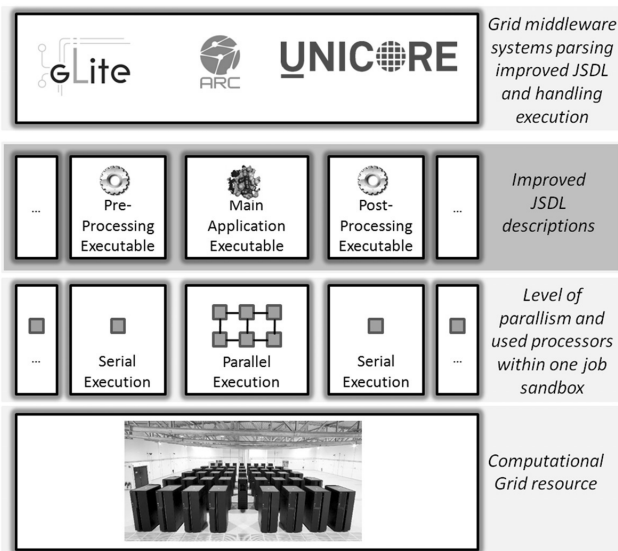 gLite
ARC
UNICORE
Grid middleware
systems parsing
improved JSDL
and handling
execution
...
Pre-
Processing
Executable
Main
Application
Executable
Post-
Processing
Executable
...
Improved
JSDL
descriptions
...
Serial
Execution
Parallel
Execution
Serial
Execution
...
Level of
parallism and
used processors
within one job
sandbox
Computational
Grid resource